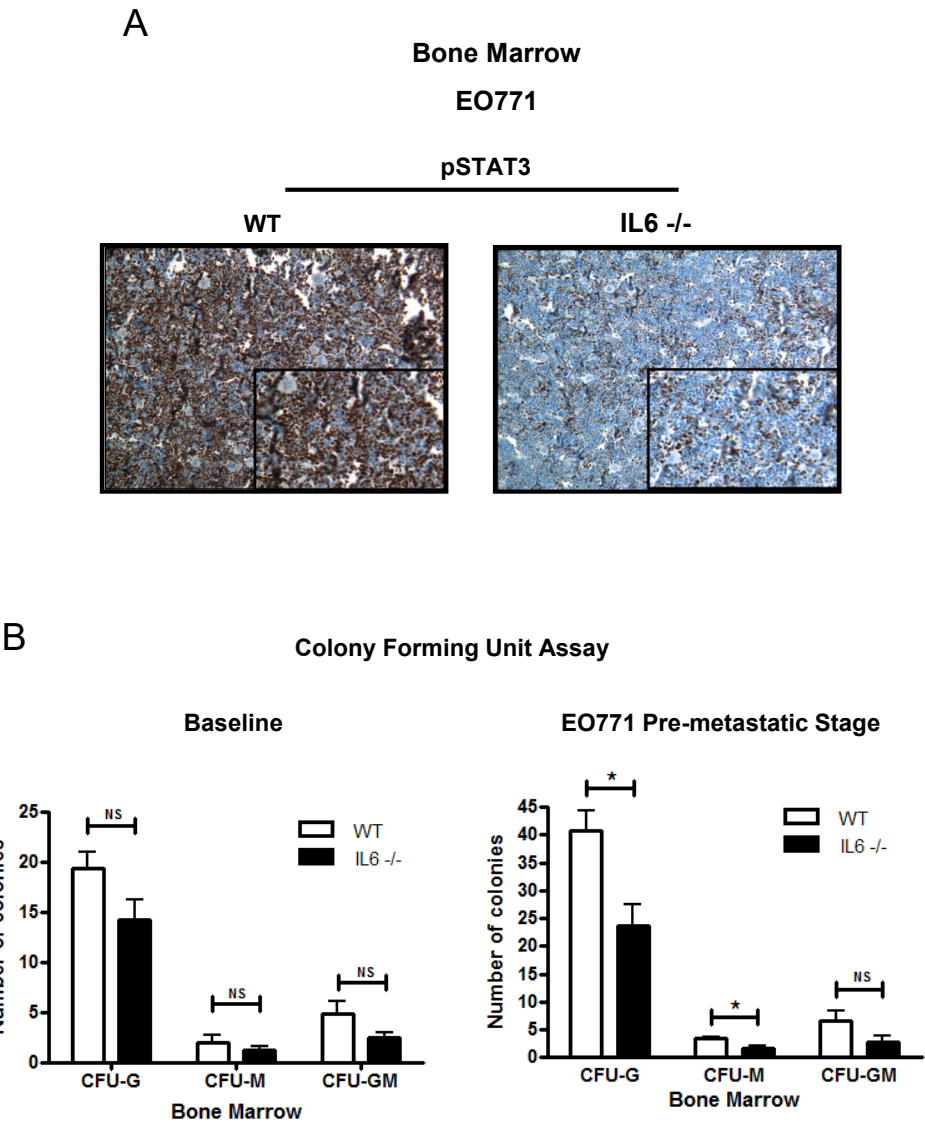 A
Bone Marrow
EO771
pSTAT3
WT IL6 -/-
B
Colony Forming Unit Assay
Baseline
NS
NS
NS
25
20
15
10
5
0
WT
IL6 -/-
CFU-G CFU-M CFU-GM
Bone Marrow
EO771 Pre-metastatic Stage
*
*
NS
Number of colonies
45
40
35
30
25
20
15
10
5
0
WT
IL6 -/-
CFU-G CFU-M CFU-GM
Bone Marrow